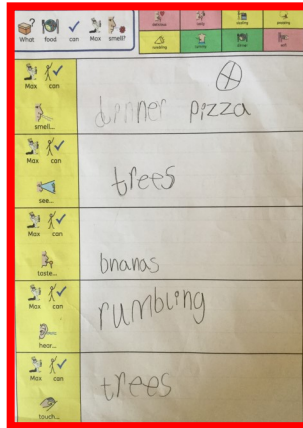 What food can Max smell?
rumbling
Max can
smell...
dinner pizza
Max can
see...
trees
Max can
taste...
bnanas
Max can
hear...
rumbling
Max can
touch...
trees